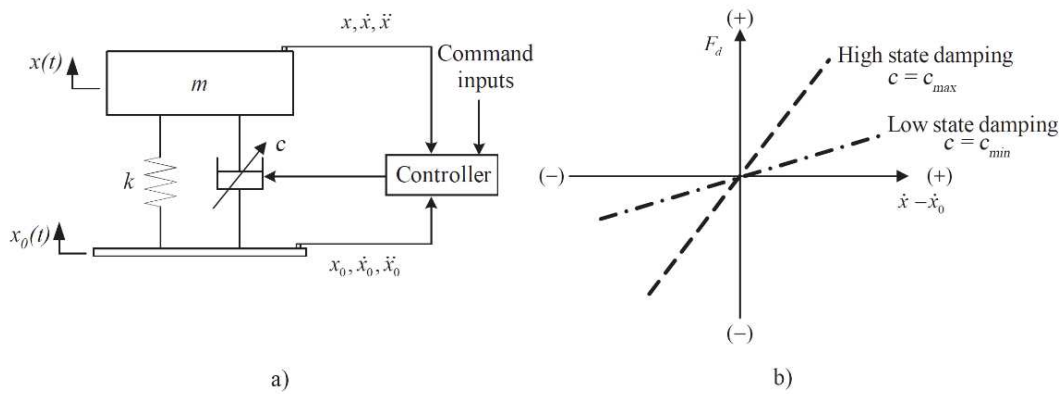 x, ẋ, ẍ
Command
inputs
x(t)
m
c
k
Controller
x₀(t)
x₀, ẋ₀, ẍ₀
a)
(+)
F_d
High state damping
c = c_max
Low state damping
c = c_min
(−)
(+)
ẋ − ẋ₀
(−)
b)